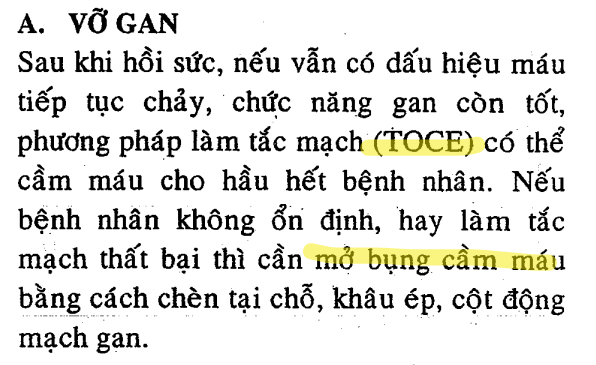 A. VỠ GAN
Sau khi hồi sức, nếu vẫn có dấu hiệu máu
tiếp tục chảy, chức năng gan còn tốt,
phương pháp làm tắc mạch (TOCE) có thể
cầm máu cho hầu hết bệnh nhân. Nếu
bệnh nhân không ổn định, hay làm tắc
mạch thất bại thì cần mở bụng cầm máu
bằng cách chèn tại chỗ, khâu ép, cột động
mạch gan.